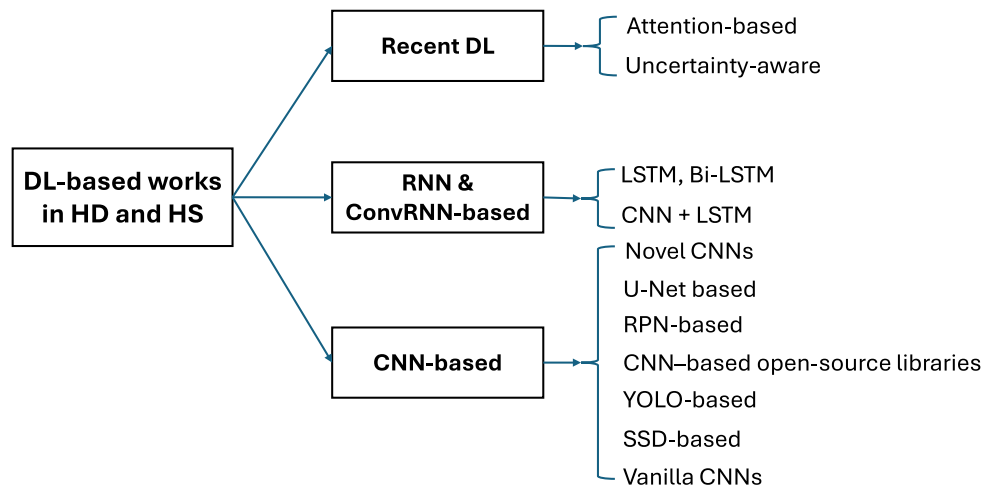 DL-based works
in HD and HS
Recent DL
Attention-based
Uncertainty-aware
RNN &
ConvRNN-based
LSTM, Bi-LSTM
CNN + LSTM
CNN-based
Novel CNNs
U-Net based
RPN-based
CNN–based open-source libraries
YOLO-based
SSD-based
Vanilla CNNs